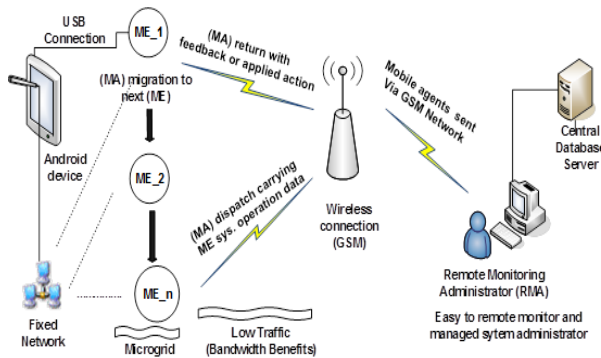 USB
Connection
ME_1
(MA) return with
feedback or applied action
(MA) migration to
next (ME)
Mobile agents sent
Via GSM Network
Central
Database
Server
Android
device
ME_2
(MA) dispatch carrying
ME sys. operation data
Wireless
connection
(GSM)
ME_n
Remote Monitoring
Administrator (RMA)
Fixed
Network
Microgrid
Low Traffic
(Bandwidth Benefits)
Easy to remote monitor and
managed sytem administrator